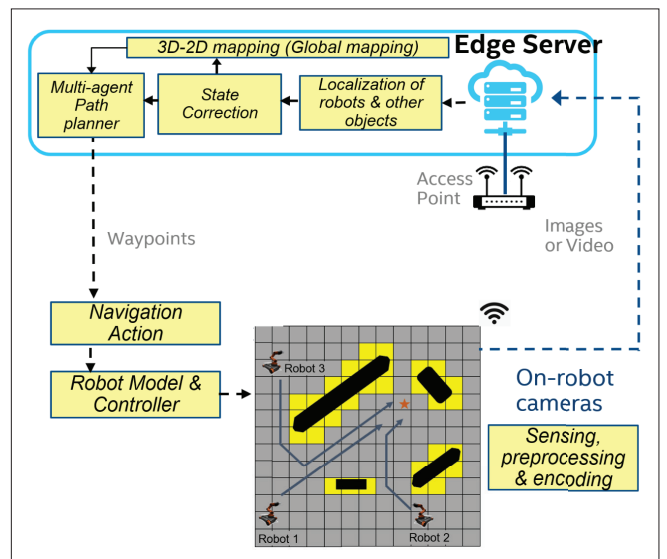 3D-2D mapping (Global mapping)
Edge Server
Multi-agent
Path
planner
State
Correction
Localization of
robots & other
objects
Access
Point
Images
or Video
Waypoints
Navigation
Action
Robot Model &
Controller
Robot 3
Robot 1
Robot 2
On-robot
cameras
Sensing,
preprocessing
& encoding